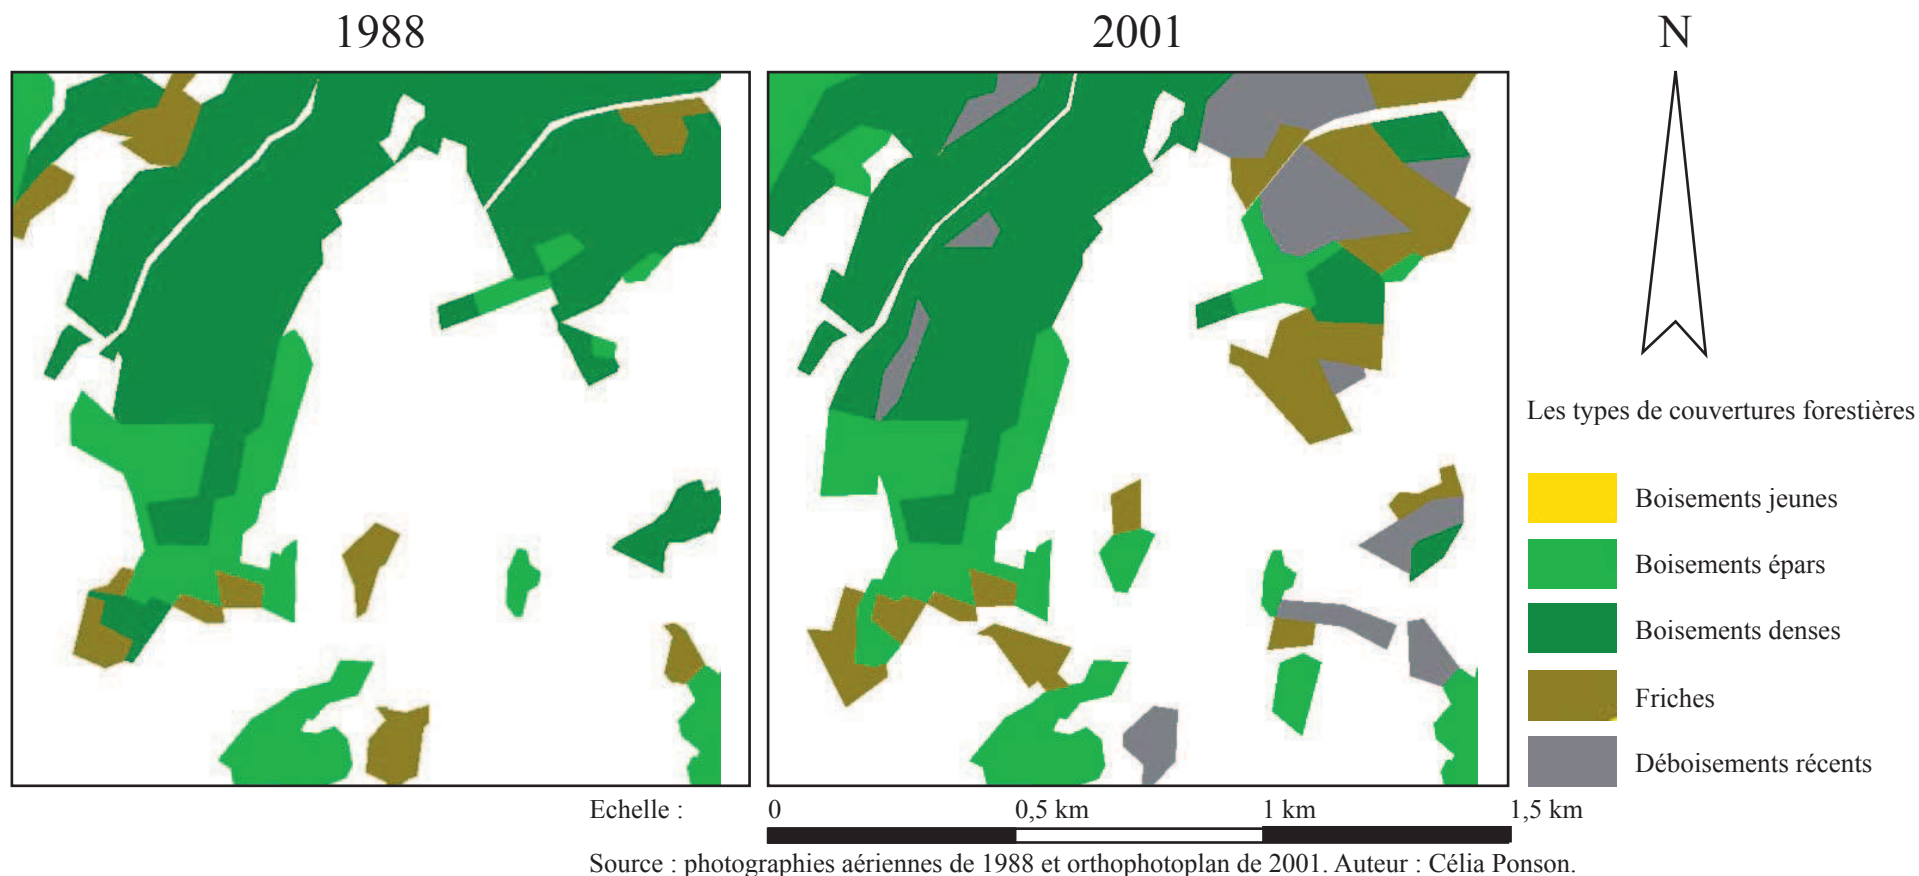 1988
2001
N
Les types de couvertures forestières
Boisements jeunes
Boisements épars
Boisements denses
Friches
Déboisements récents
Echelle : 0 0,5 km 1 km 1,5 km
Source : photographies aériennes de 1988 et orthophotoplan de 2001. Auteur : Célia Ponson.